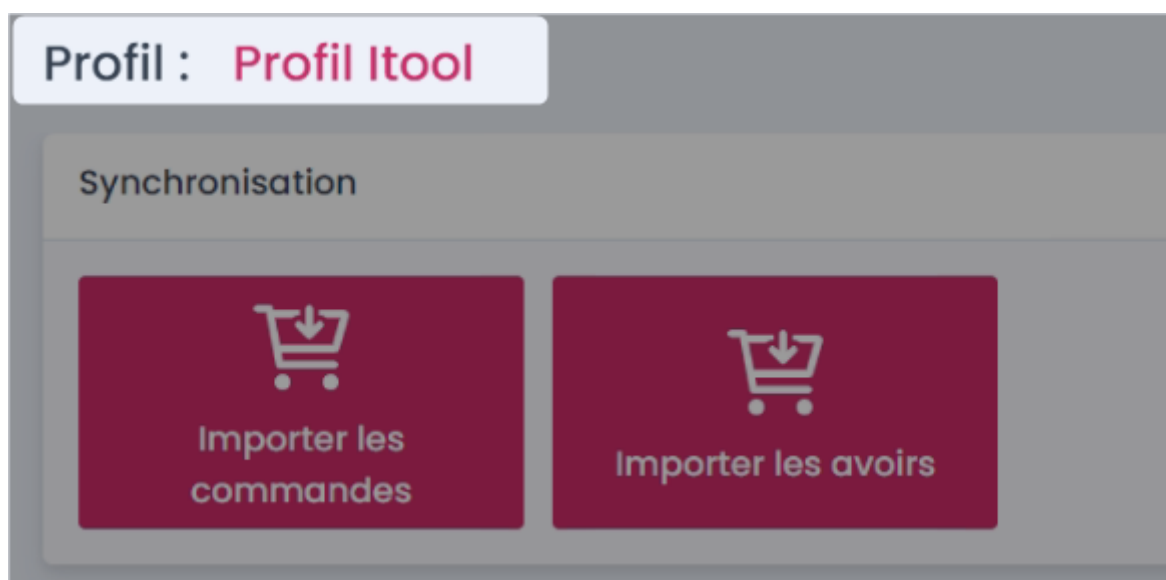 Profil : Profil Itool
Synchronisation
Importer les
commandes
Importer les avoirs